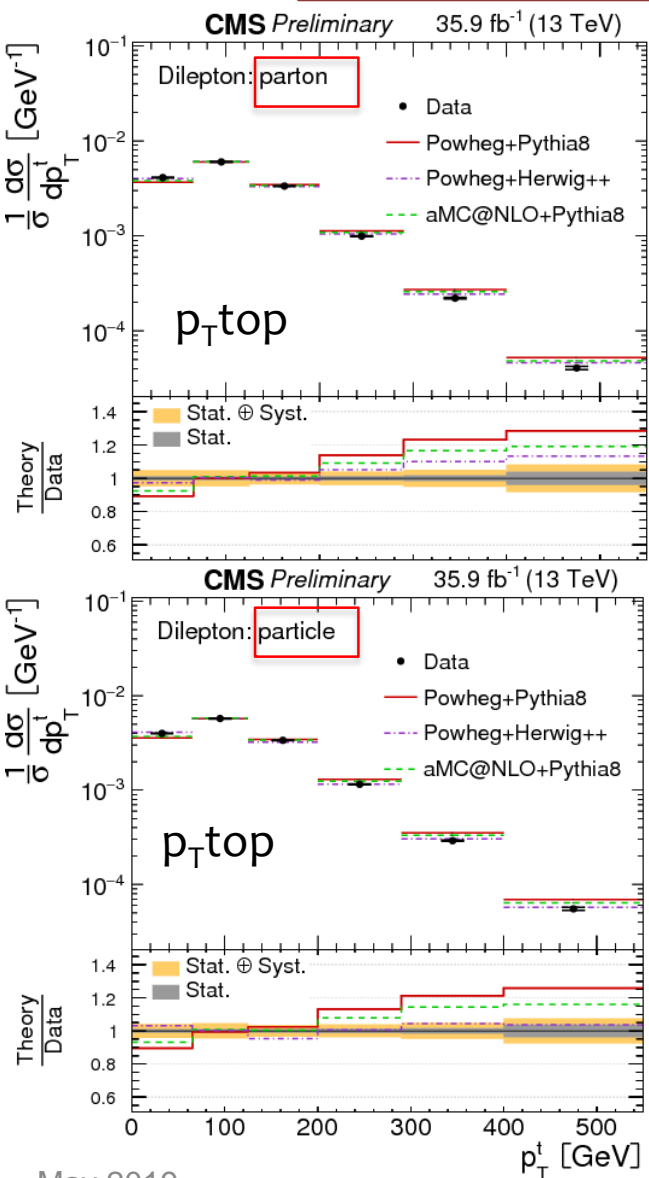 CMS Preliminary 35.9 fb⁻¹ (13 TeV)
10⁻¹
Dilepton: parton
Data
Powheg+Pythia8
Powheg+Herwig++
aMC@NLO+Pythia8
10⁻²
10⁻³
10⁻⁴
1/σ dσ/dp_T^t [GeV⁻¹]
p_T top
Stat. ⊕ Syst.
Stat.
1.4
1.2
1
0.8
0.6
Theory
Data
CMS Preliminary 35.9 fb⁻¹ (13 TeV)
10⁻¹
Dilepton: particle
Data
Powheg+Pythia8
Powheg+Herwig++
aMC@NLO+Pythia8
10⁻²
10⁻³
10⁻⁴
1/σ dσ/dp_T^t [GeV⁻¹]
p_T top
Stat. ⊕ Syst.
Stat.
1.4
1.2
1
0.8
0.6
Theory
Data
0 100 200 300 400 500
p_T^t [GeV]